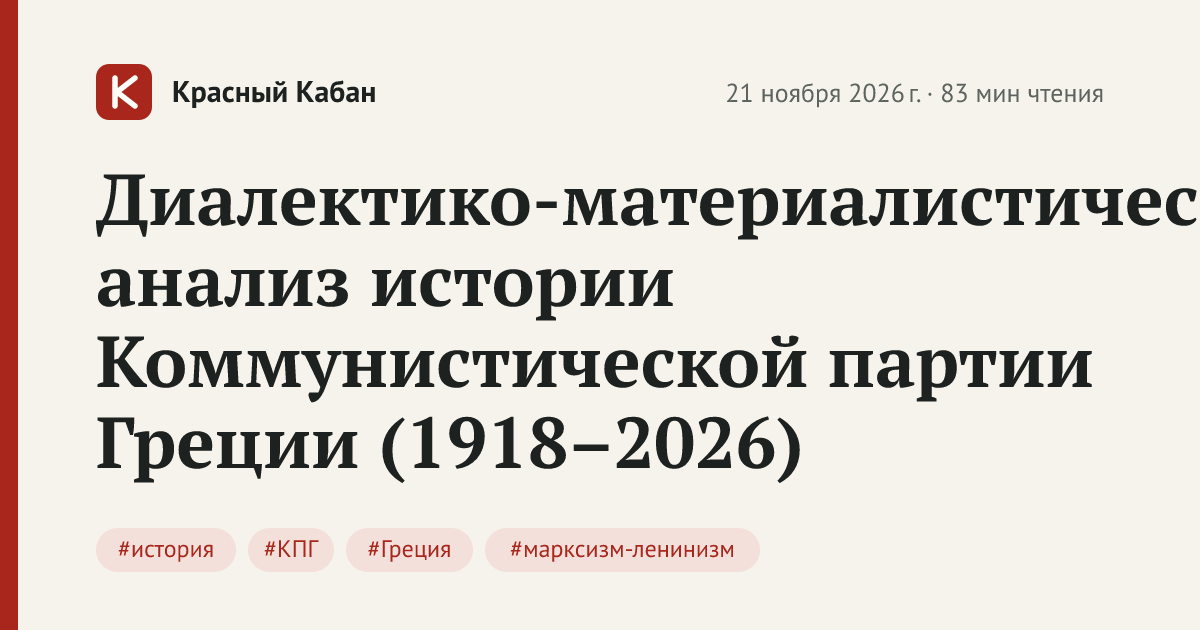 Красный Кабан
21 ноября 2026 г. · 83 мин чтения
Диалектико-материалистичес
анализ истории
Коммунистической партии
Греции (1918–2026)
#история #КПГ #Греция #марксизм-ленинизм